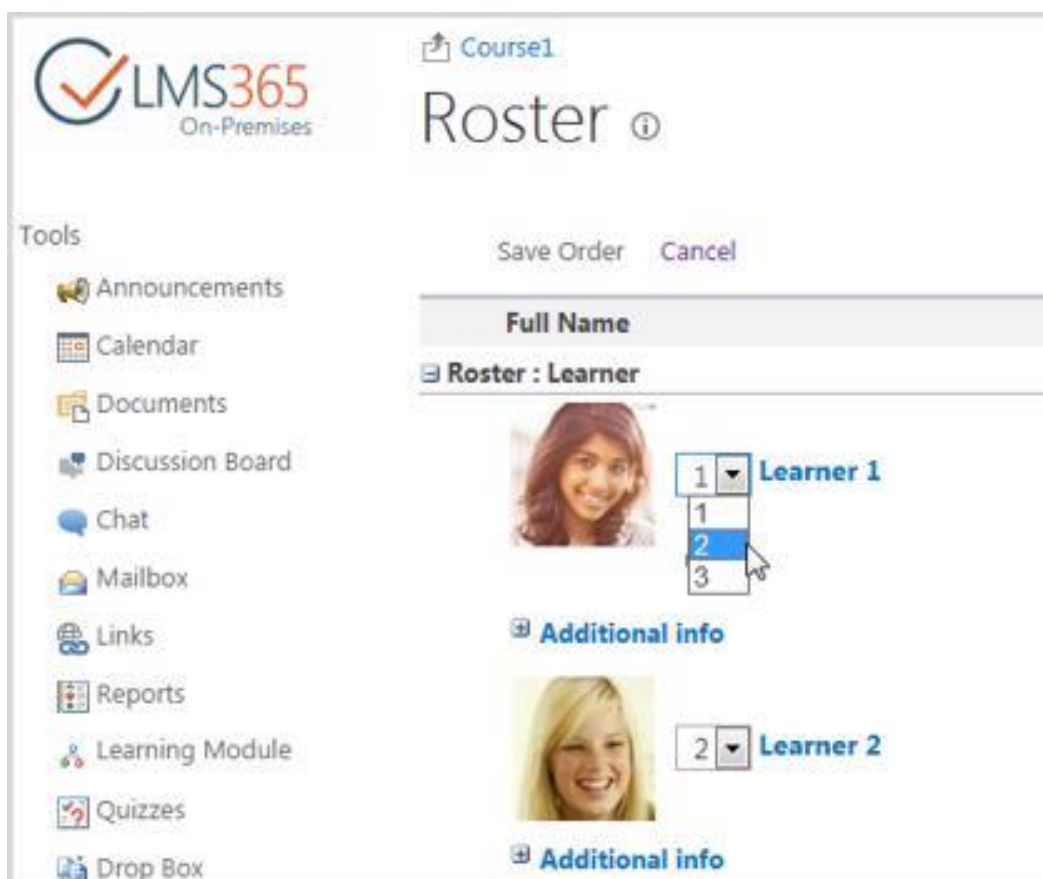 LMS365
On-Premises
Course1
Roster
Tools
Announcements
Calendar
Documents
Discussion Board
Chat
Mailbox
Links
Reports
Learning Module
Quizzes
Drop Box
Save Order Cancel
Full Name
Roster : Learner
1 Learner 1
1
2
3
Additional info
2 Learner 2
Additional info